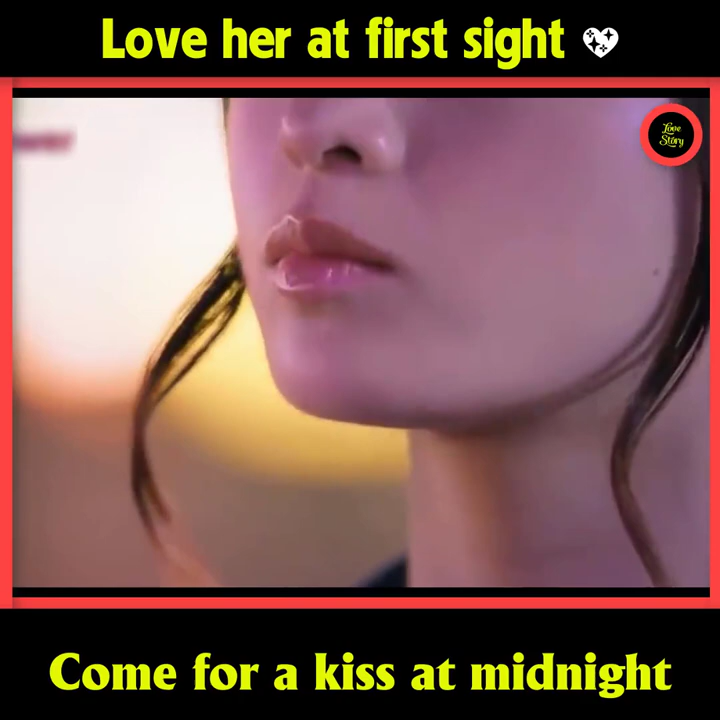 Love her at first sight 💖
Love
Story
Come for a kiss at midnight